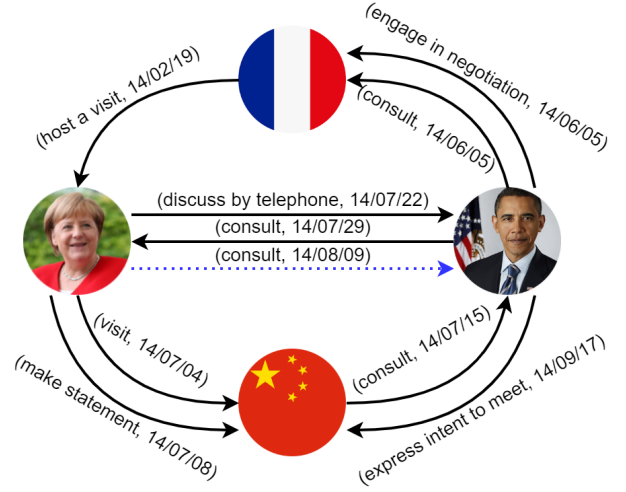 (engage in negotiation, 14/06/05)
(host a visit, 14/02/19)
(consult, 14/06/05)
(discuss by telephone, 14/07/22)
(consult, 14/07/29)
(consult, 14/08/09)
(visit, 14/07/04)
(consult, 14/07/15)
(make statement, 14/07/08)
(express intent to meet, 14/09/17)